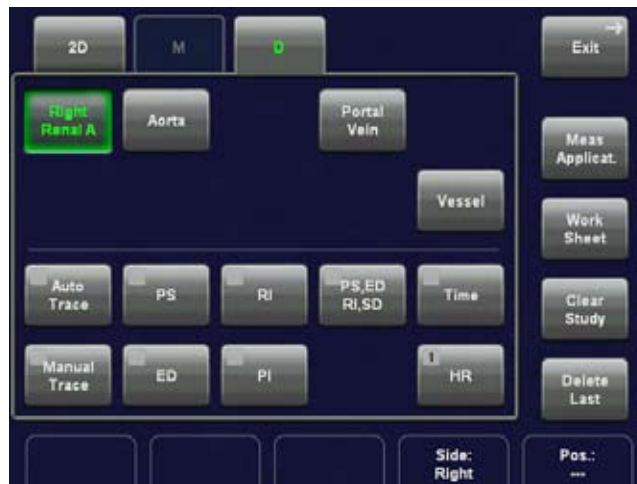 2D
M
D
Exit
Right
Renal A
Aorta
Portal
Vein
Meas
Applicat.
Vessel
Work
Sheet
Auto
Trace
PS
RI
PS,ED
RI,SD
Time
Clear
Study
Manual
Trace
ED
PI
1
HR
Delete
Last
Side:
Right
Pos.:
---